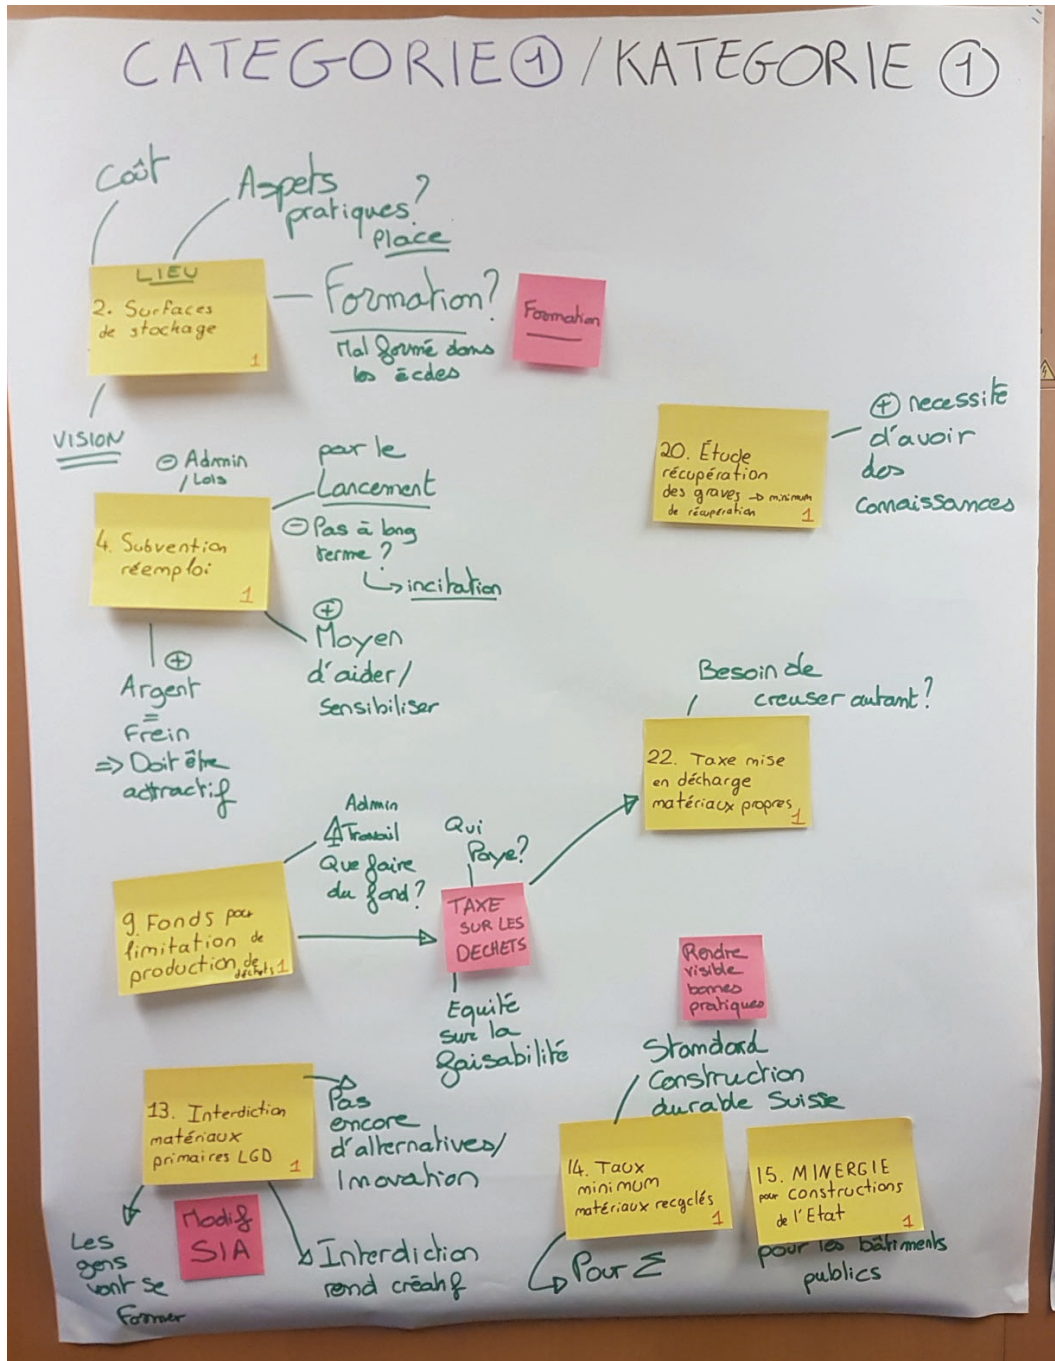 CATEGORIE ① / KATEGORIE ①
Coût
Aspets
pratiques?
Place
LIEU
2. Surfaces
de stockage
1
Formation?
Mal formé dans
les écoles
Formation
VISION
20. Étude
récupération
des graves → minimum
de récupération
1
⊕ necessité
d'avoir
des
connaissances
⊖ Admin
/ Lois
pour le
Lancement
⊖ Pas à long
terme ?
↳ incitation
4. Subvention
réemploi
1
⊕
Moyen
d'aider/
Sensibiliser
⊕
Argent
=
Frein
=> Doit être
attractif
Besoin de
creuser autant?
22. Taxe mise
en décharge
matériaux propres
1
Admin
Travail
Que faire
du fond?
Qui
Paye?
9. Fonds pour
limitation de
production de
déchets
1
TAXE
SUR LES
DECHETS
Equité
sur la
faisabilité
Rendre
visible
bonnes
pratiques
Standard
Construction
durable Suisse
13. Interdiction
matériaux
primaires LGD
1
Pas
encore
d'alternatives/
Innovation
Les
gens
vont se
Former
Modif
SIA
Interdiction
rend créatif
14. Taux
minimum
matériaux recyclés
1
Pour Σ
15. MINERGIE
pour constructions
de l'Etat
1
pour les bâtiments
publics